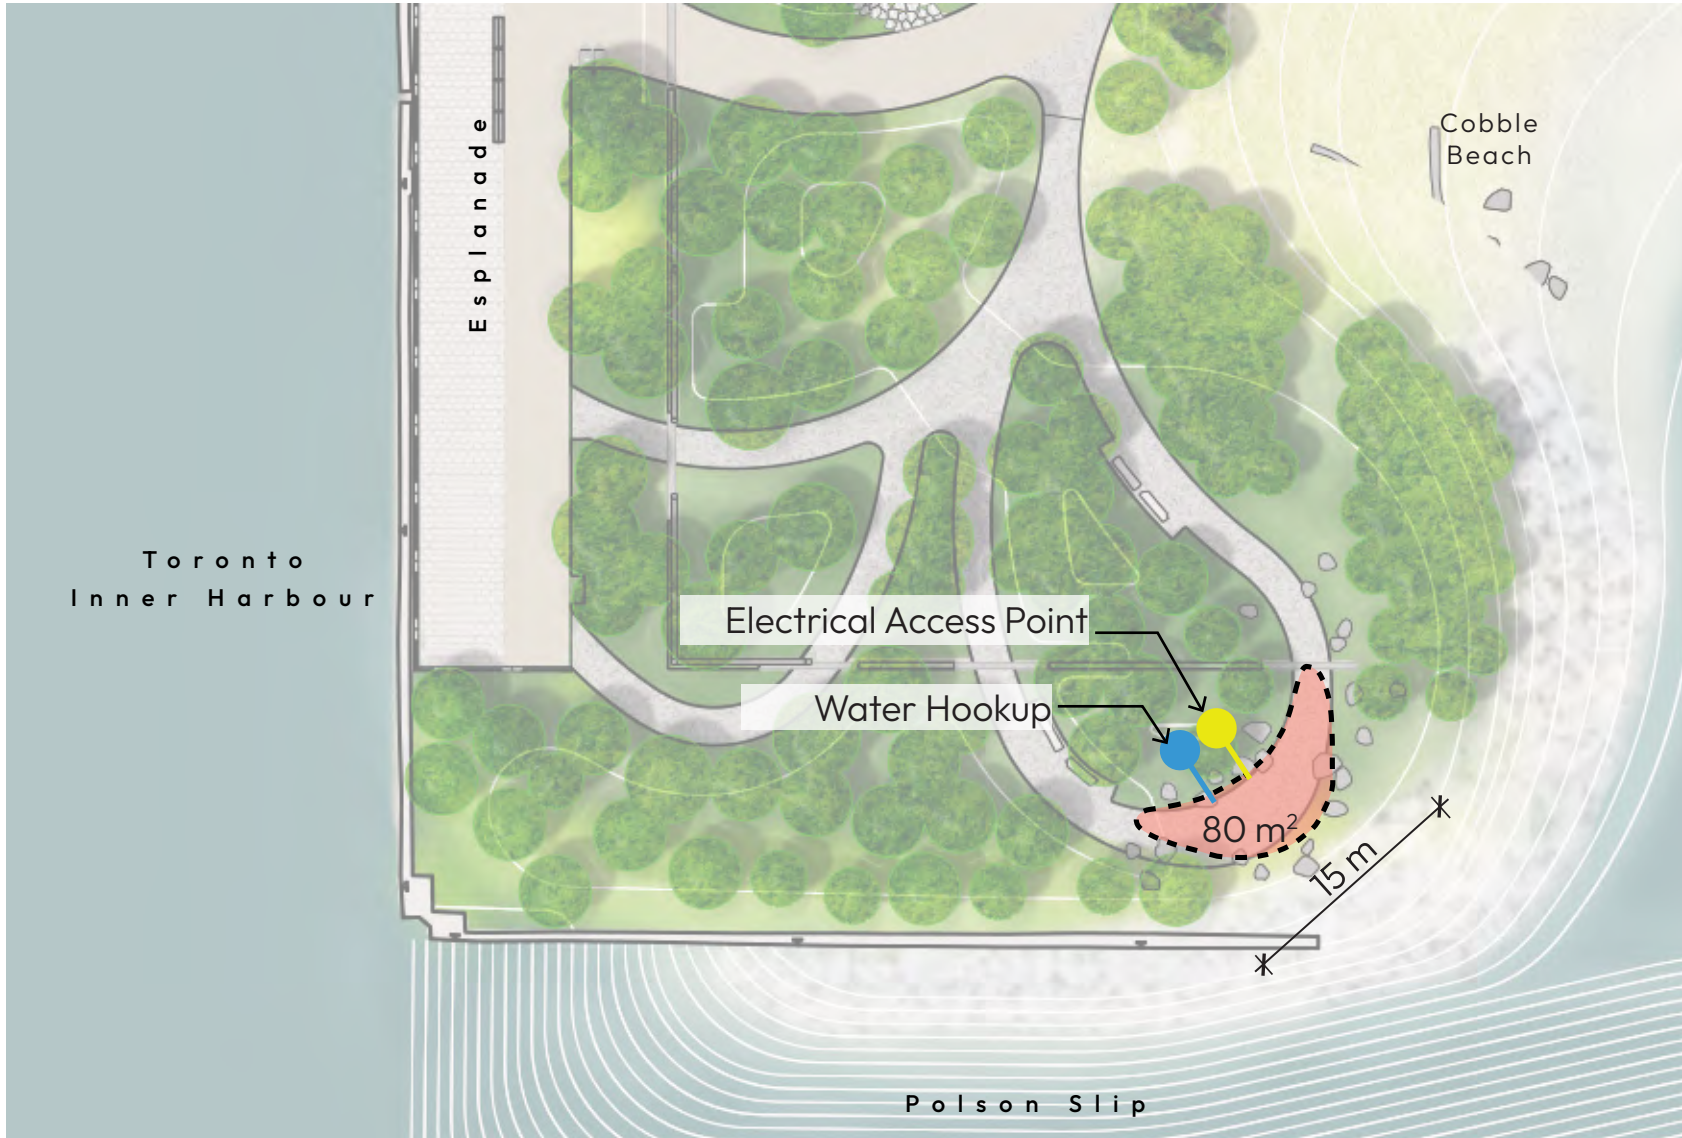 Cobble
Beach
Esplanade
Toronto
Inner Harbour
Electrical Access Point
Water Hookup
80 m²
15 m
Polson Slip